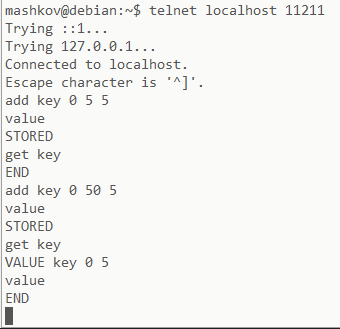 mashkov@debian:~$ telnet localhost 11211
Trying ::1...
Trying 127.0.0.1...
Connected to localhost.
Escape character is '^]'.
add key 0 5 5
value
STORED
get key
END
add key 0 50 5
value
STORED
get key
VALUE key 0 5
value
END